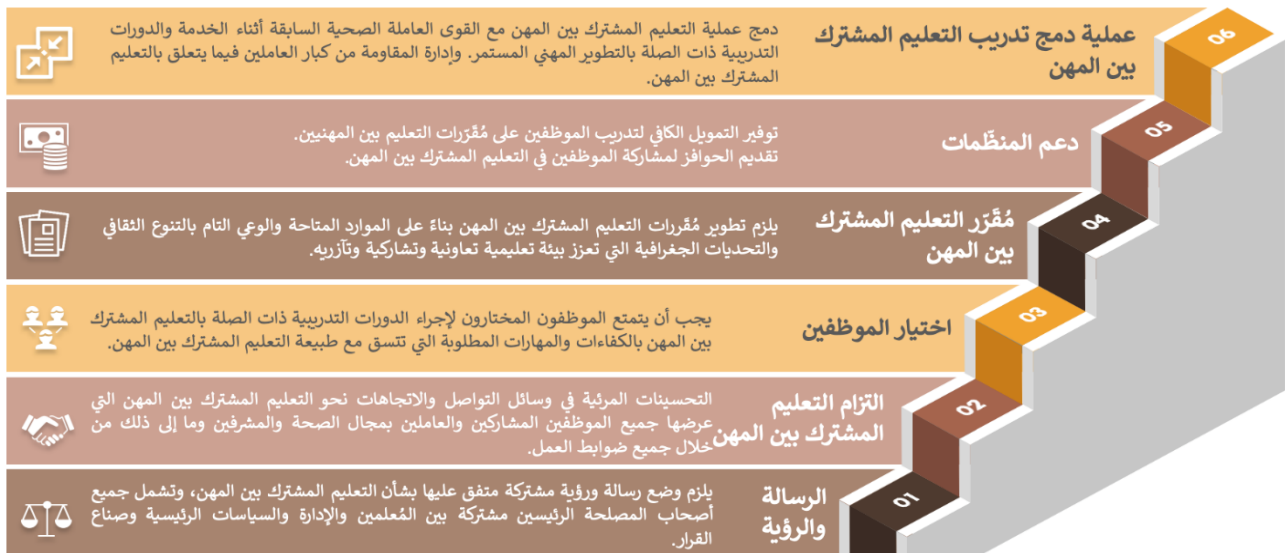 06
عملية دمج تدريب التعليم المشترك
بين المهن
دمج عملية التعليم المشترك بين المهن مع القوى العاملة الصحية السابقة أثناء الخدمة والدورات
التدريبية ذات الصلة بالتطوير المهني المستمر. وإدارة المقاومة من كبار العاملين فيما يتعلق بالتعليم
المشترك بين المهن.
05
دعم المنظّمات
توفير التمويل الكافي لتدريب الموظفين على مُقرّرات التعليم بين المهنيين.
تقديم الحوافز لمشاركة الموظفين في التعليم المشترك بين المهن.
04
مُقَرّر التعليم المشترك
بين المهن
يلزم تطوير مُقَررات التعليم المشترك بين المهن بناءً على الموارد المتاحة والوعي التام بالتنوع الثقافي
والتحديات الجغرافية التي تعزز بيئة تعليمية تعاونية وتشاركية وتآزريه.
03
اختيار الموظفين
يجب أن يتمتع الموظفون المختارون لإجراء الدورات التدريبية ذات الصلة بالتعليم المشترك
بين المهن بالكفاءات والمهارات المطلوبة التي تتسق مع طبيعة التعليم المشترك بين المهن.
02
التزام التعليم
المشترك بين المهن
التحسينات المرئية في وسائل التواصل والاتجاهات نحو التعليم المشترك بين المهن التي
عرضها جميع الموظفين المشاركين والعاملين بمجال الصحة والمشرفين وما إلى ذلك من
خلال جميع ضوابط العمل.
01
الرسالة
والرؤية
يلزم وضع رسالة ورؤية مشتركة متفق عليها بشأن التعليم المشترك بين المهن، وتشمل جميع
أصحاب المصلحة الرئيسين مشتركة بين المُعلمين والإدارة والسياسات الرئيسية وصناع
القرار.